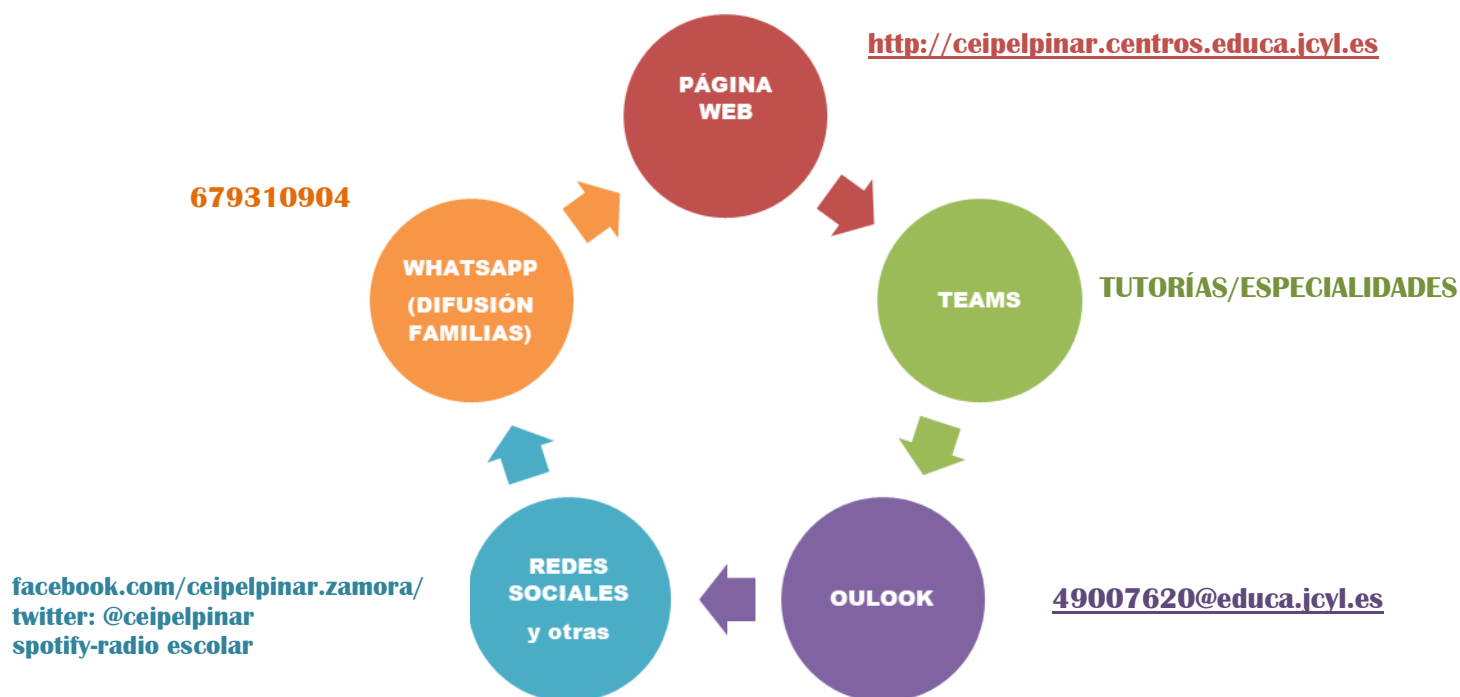 http://ceipelpinar.centros.educa.jcyl.es
PÁGINA
WEB
679310904
WHATSAPP
(DIFUSIÓN
FAMILIAS)
TEAMS
TUTORÍAS/ESPECIALIDADES
REDES
SOCIALES
y otras
facebook.com/ceipelpinar.zamora/
twitter: @ceipelpinar
spotify-radio escolar
OULOOK
49007620@educa.jcyl.es